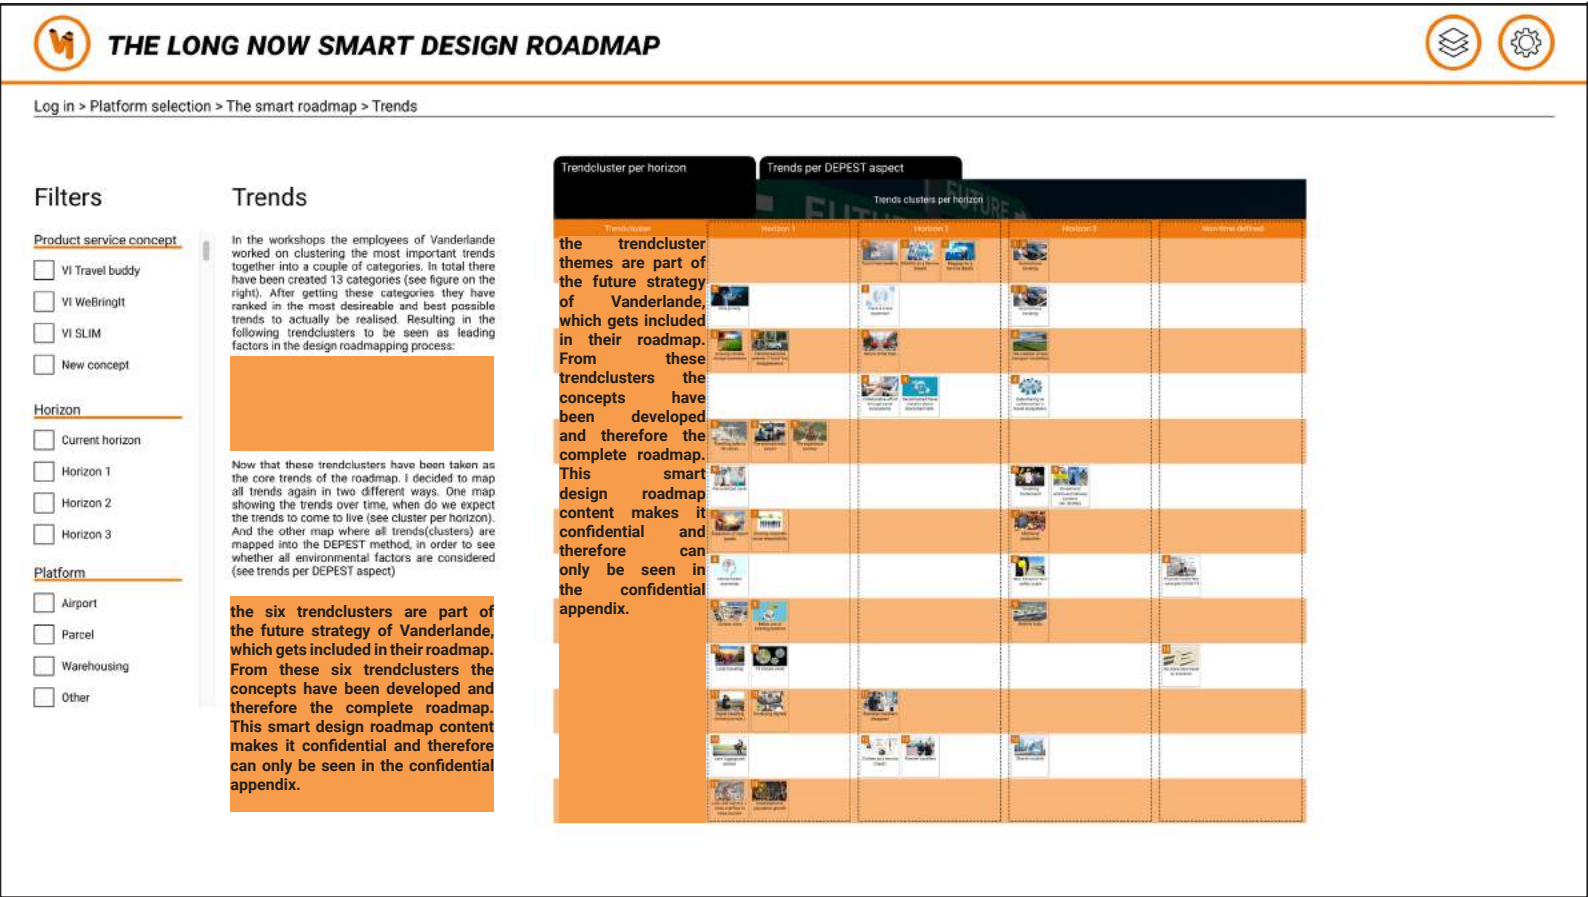 THE LONG NOW SMART DESIGN ROADMAP
Log in > Platform selection > The smart roadmap > Trends
Filters
Product service concept
VI Travel buddy
VI WeBringIt
VI SLIM
New concept
Horizon
Current horizon
Horizon 1
Horizon 2
Horizon 3
Platform
Airport
Parcel
Warehousing
Other
Trends
In the workshops the employees of Vanderlande
worked on clustering the most important trends
together into a couple of categories. In total there
have been created 13 categories (see figure on the
right). After getting these categories they have
ranked in the most desireable and best possible
trends to actually be realised. Resulting in the
following trendclusters to be seen as leading
factors in the design roadmapping process:
Now that these trendclusters have been taken as
the core trends of the roadmap. I decided to map
all trends again in two different ways. One map
showing the trends over time, when do we expect
the trends to come to live (see cluster per horizon).
And the other map where all trends(clusters) are
mapped into the DEPEST method, in order to see
whether all environmental factors are considered
(see trends per DEPEST aspect)
the six trendclusters are part of
the future strategy of Vanderlande,
which gets included in their roadmap.
From these six trendclusters the
concepts have been developed and
therefore the complete roadmap.
This smart design roadmap content
makes it confidential and therefore
can only be seen in the confidential
appendix.
Trendcluster per horizon
Trends per DEPEST aspect
Trends clusters per horizon
FUTURE
Trendcluster
Horizon 1
Horizon 2
Horizon 3
Non-time defined
the trendcluster
themes are part of
the future strategy
of Vanderlande,
which gets included
in their roadmap.
From these
trendclusters the
concepts have
been developed
and therefore the
complete roadmap.
This smart
design roadmap
content makes it
confidential and
therefore can
only be seen in
the confidential
appendix.